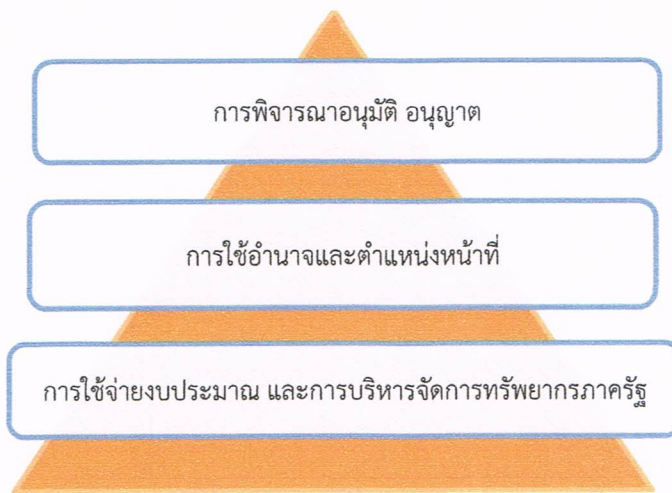 การพิจารณาอนุมัติ อนุญาต
การใช้อำนาจและตำแหน่งหน้าที่
การใช้จ่ายงบประมาณ และการบริหารจัดการทรัพยากรภาครัฐ